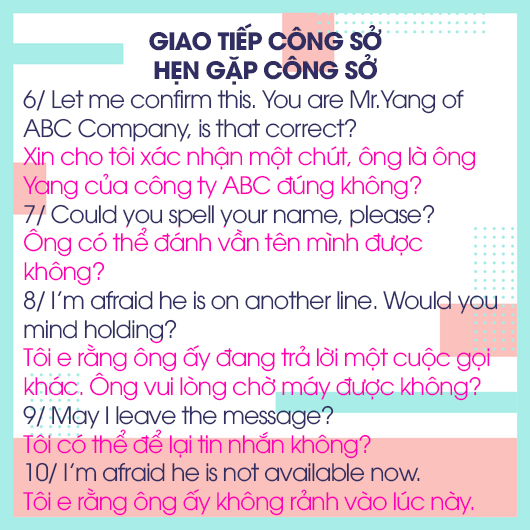 GIAO TIẾP CÔNG SỞ
HẸN GẶP CÔNG SỞ
6/ Let me confirm this. You are Mr.Yang of
ABC Company, is that correct?
Xin cho tôi xác nhận một chút, ông là ông
Yang của công ty ABC đúng không?
7/ Could you spell your name, please?
Ông có thể đánh vần tên mình được
không?
8/ I'm afraid he is on another line. Would you
mind holding?
Tôi e rằng ông ấy đang trả lời một cuộc gọi
khác. Ông vui lòng chờ máy được không?
9/ May I leave the message?
Tôi có thể để lại tin nhắn không?
10/ I'm afraid he is not available now.
Tôi e rằng ông ấy không rảnh vào lúc này.